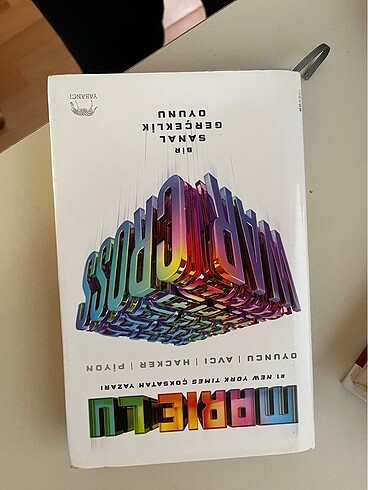 MARIE LU
#1 NEW YORK TIMES ÇOKSATAN YAZARI
OYUNCU | AVCI | HACKER | PİYON
WARCROSS
BİR
SANAL
GERÇEKLİK
OYUNU
YABANCI